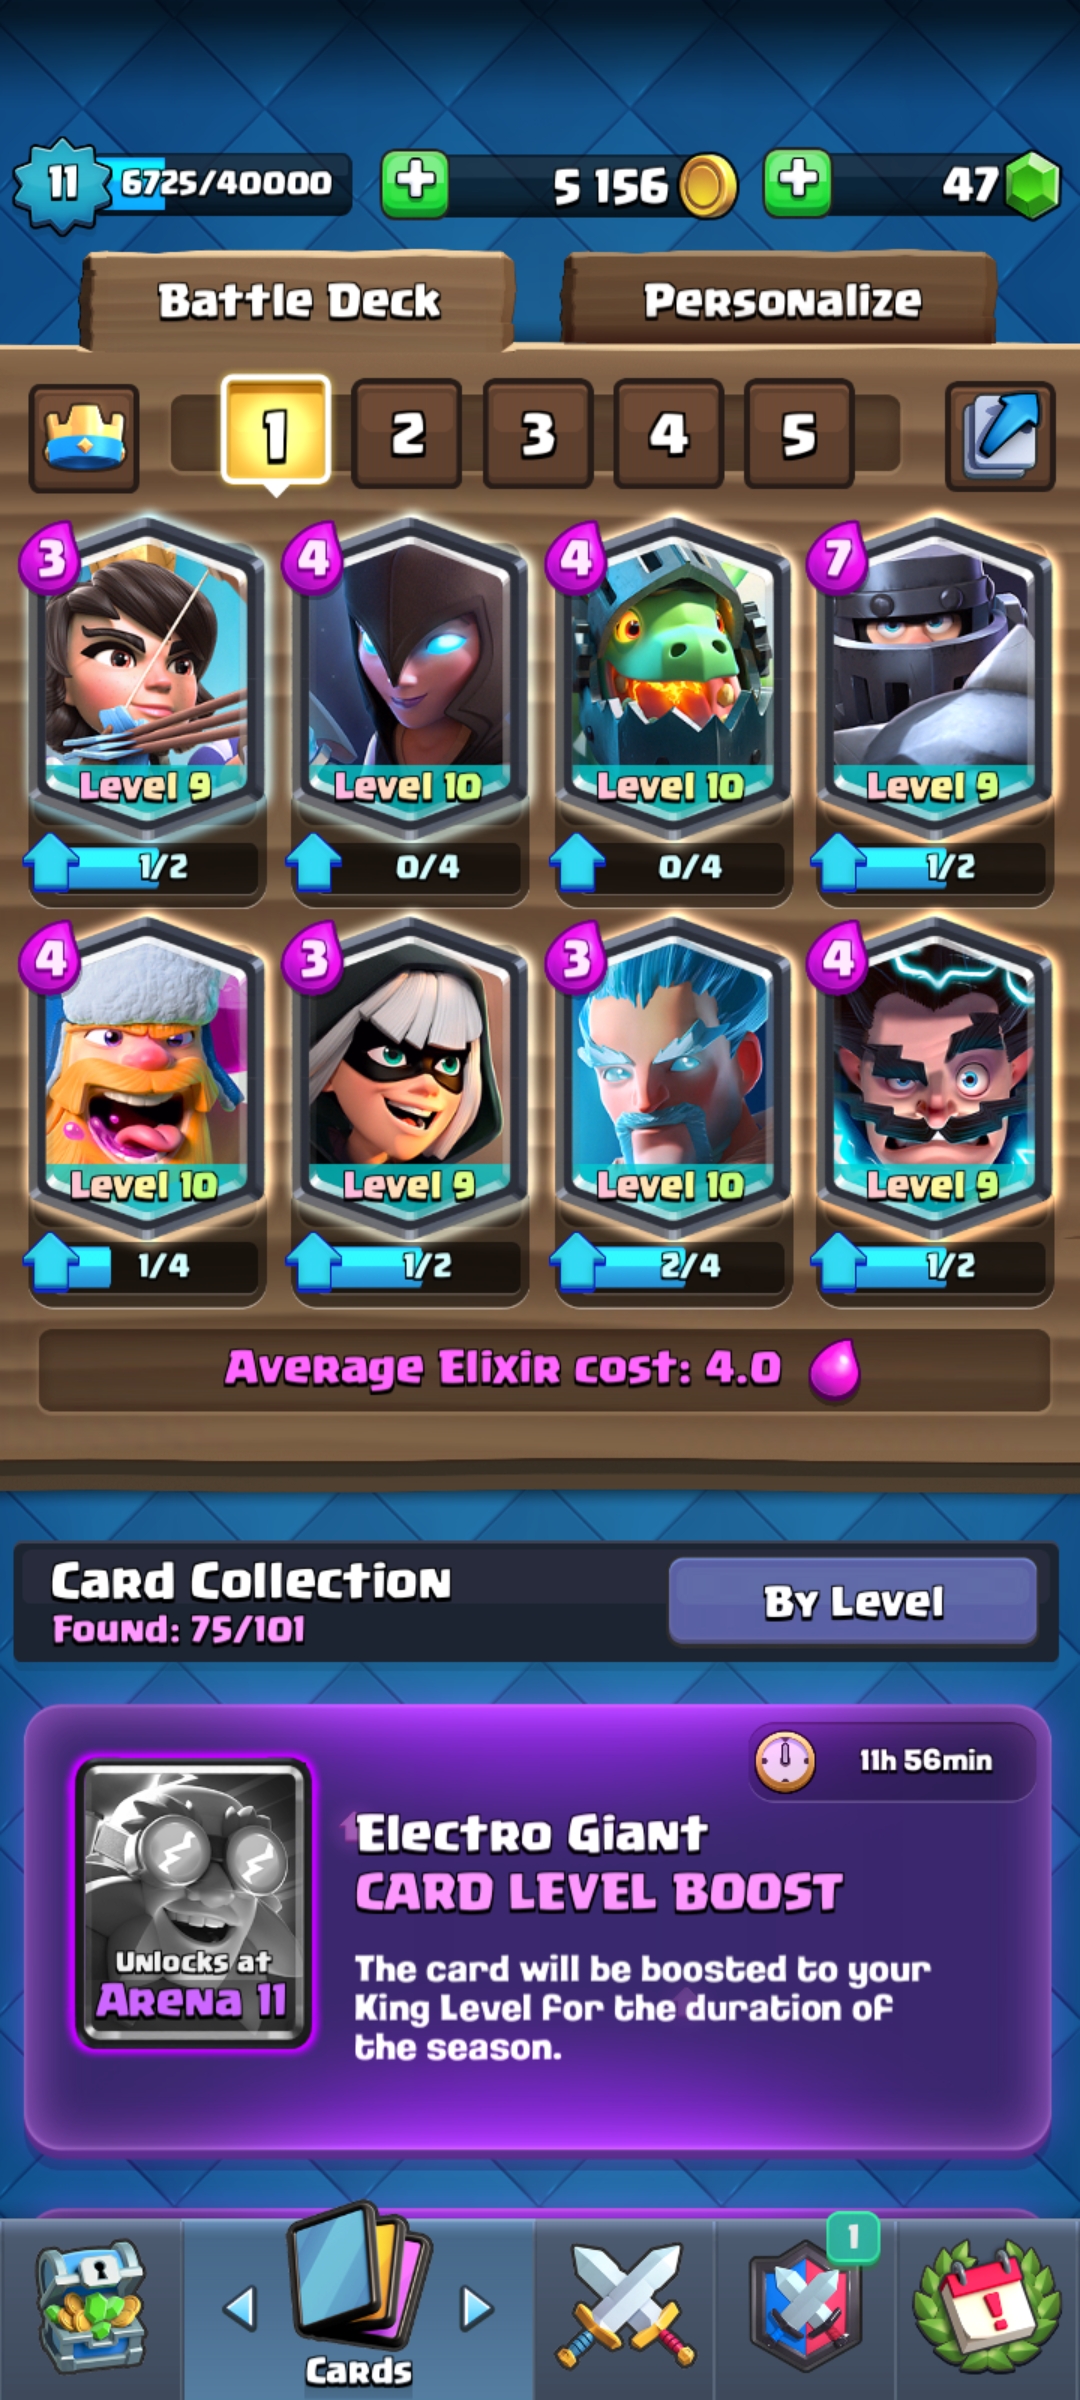 11 6725/40000 5 156 47
Battle Deck Personalize
1 2 3 4 5
3 4 4 7
Level 9 Level 10 Level 10 Level 9
1/2 0/4 0/4 1/2
4 3 3 4
Level 10 Level 9 Level 10 Level 9
1/4 1/2 2/4 1/2
Average Elixir cost: 4.0
Card Collection
Found: 75/101
By Level
11h 56min
Electro Giant
CARD LEVEL BOOST
Unlocks at
Arena 11
The card will be boosted to your
King Level for the duration of
the season.
1
!
Cards